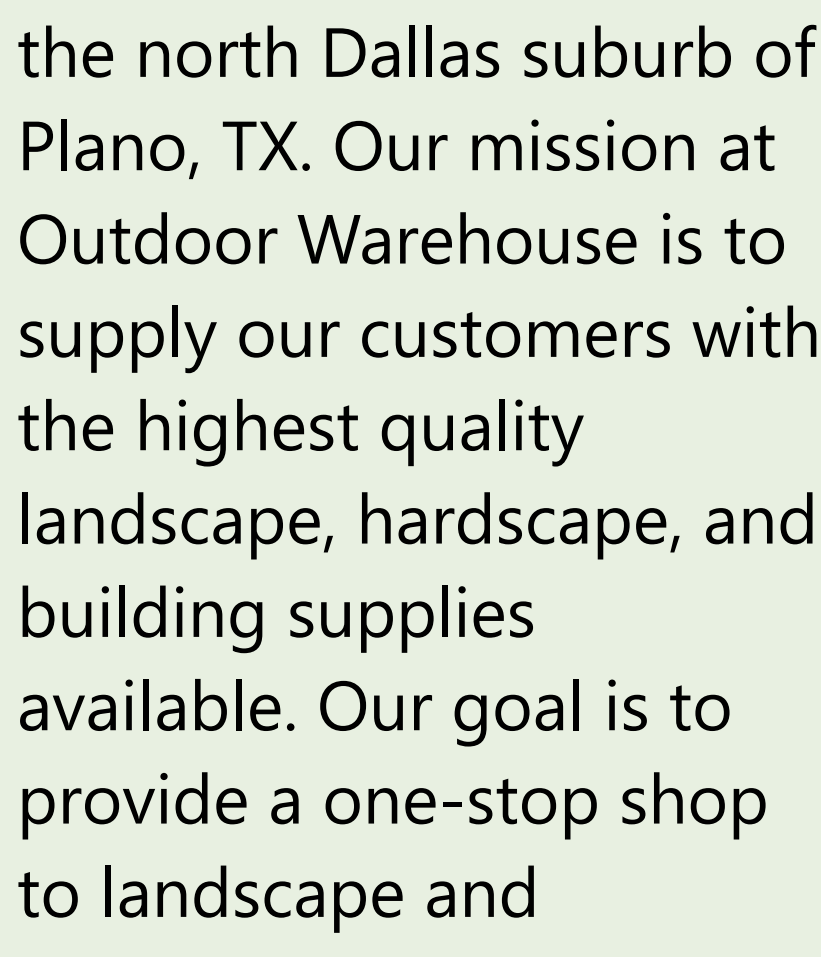 the north Dallas suburb of
Plano, TX. Our mission at
Outdoor Warehouse is to
supply our customers with
the highest quality
landscape, hardscape, and
building supplies
available. Our goal is to
provide a one-stop shop
to landscape and